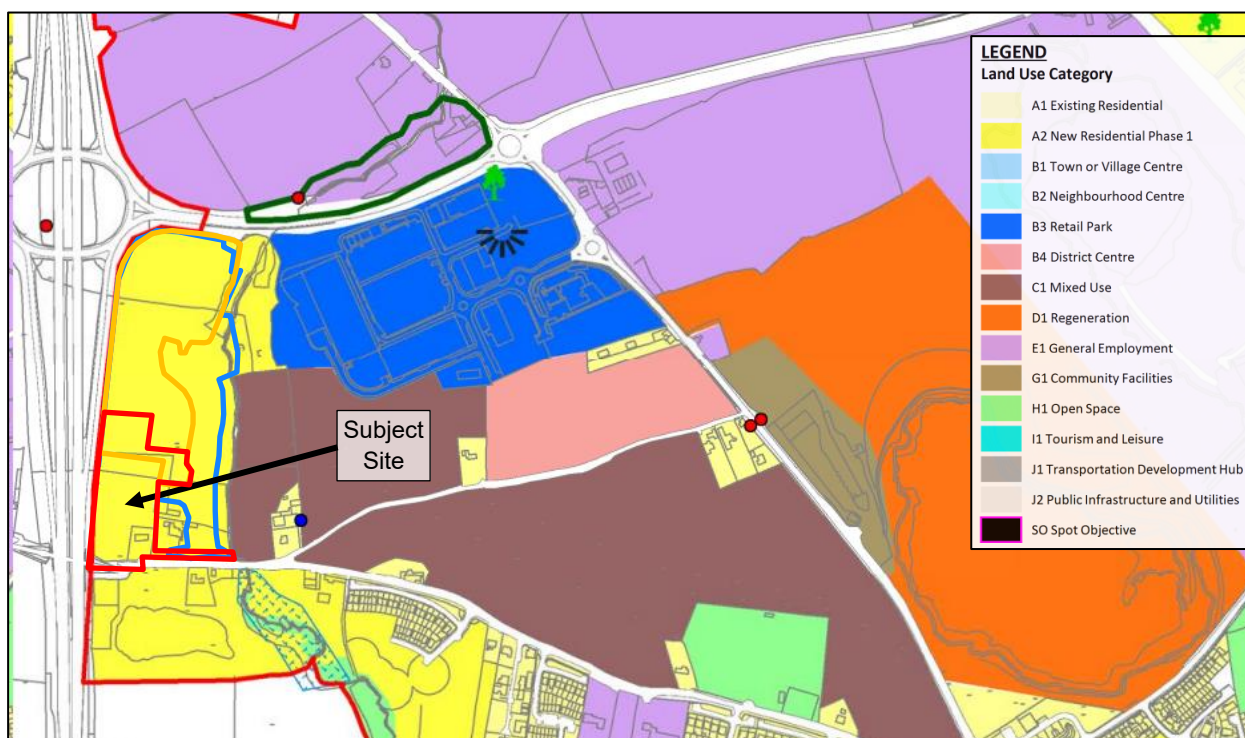 LEGEND
Land Use Category
A1 Existing Residential
A2 New Residential Phase 1
B1 Town or Village Centre
B2 Neighbourhood Centre
B3 Retail Park
B4 District Centre
C1 Mixed Use
D1 Regeneration
E1 General Employment
G1 Community Facilities
H1 Open Space
I1 Tourism and Leisure
J1 Transportation Development Hub
J2 Public Infrastructure and Utilities
SO Spot Objective
Subject
Site